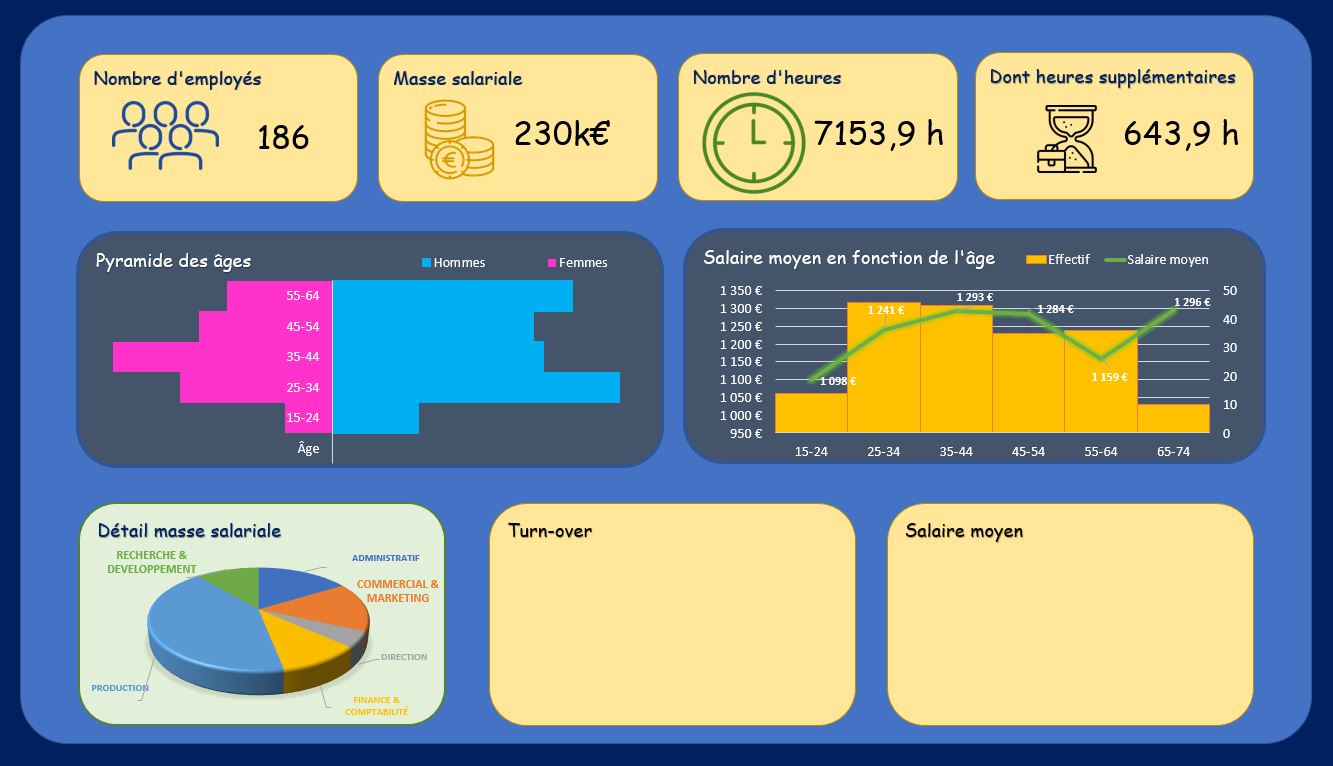 Nombre d'employés
186
Masse salariale
230k€
Nombre d'heures
7153,9 h
Dont heures supplémentaires
643,9 h
Pyramide des âges
Hommes
Femmes
55-64
45-54
35-44
25-34
15-24
Âge
Salaire moyen en fonction de l'âge
Effectif
Salaire moyen
1 350 €
1 300 €
1 250 €
1 200 €
1 150 €
1 100 €
1 050 €
1 000 €
950 €
1 098 €
1 241 €
1 293 €
1 284 €
1 159 €
1 296 €
50
40
30
20
10
0
15-24
25-34
35-44
45-54
55-64
65-74
Détail masse salariale
RECHERCHE &
DEVELOPPEMENT
ADMINISTRATIF
COMMERCIAL &
MARKETING
DIRECTION
FINANCE &
COMPTABILITÉ
PRODUCTION
Turn-over
Salaire moyen